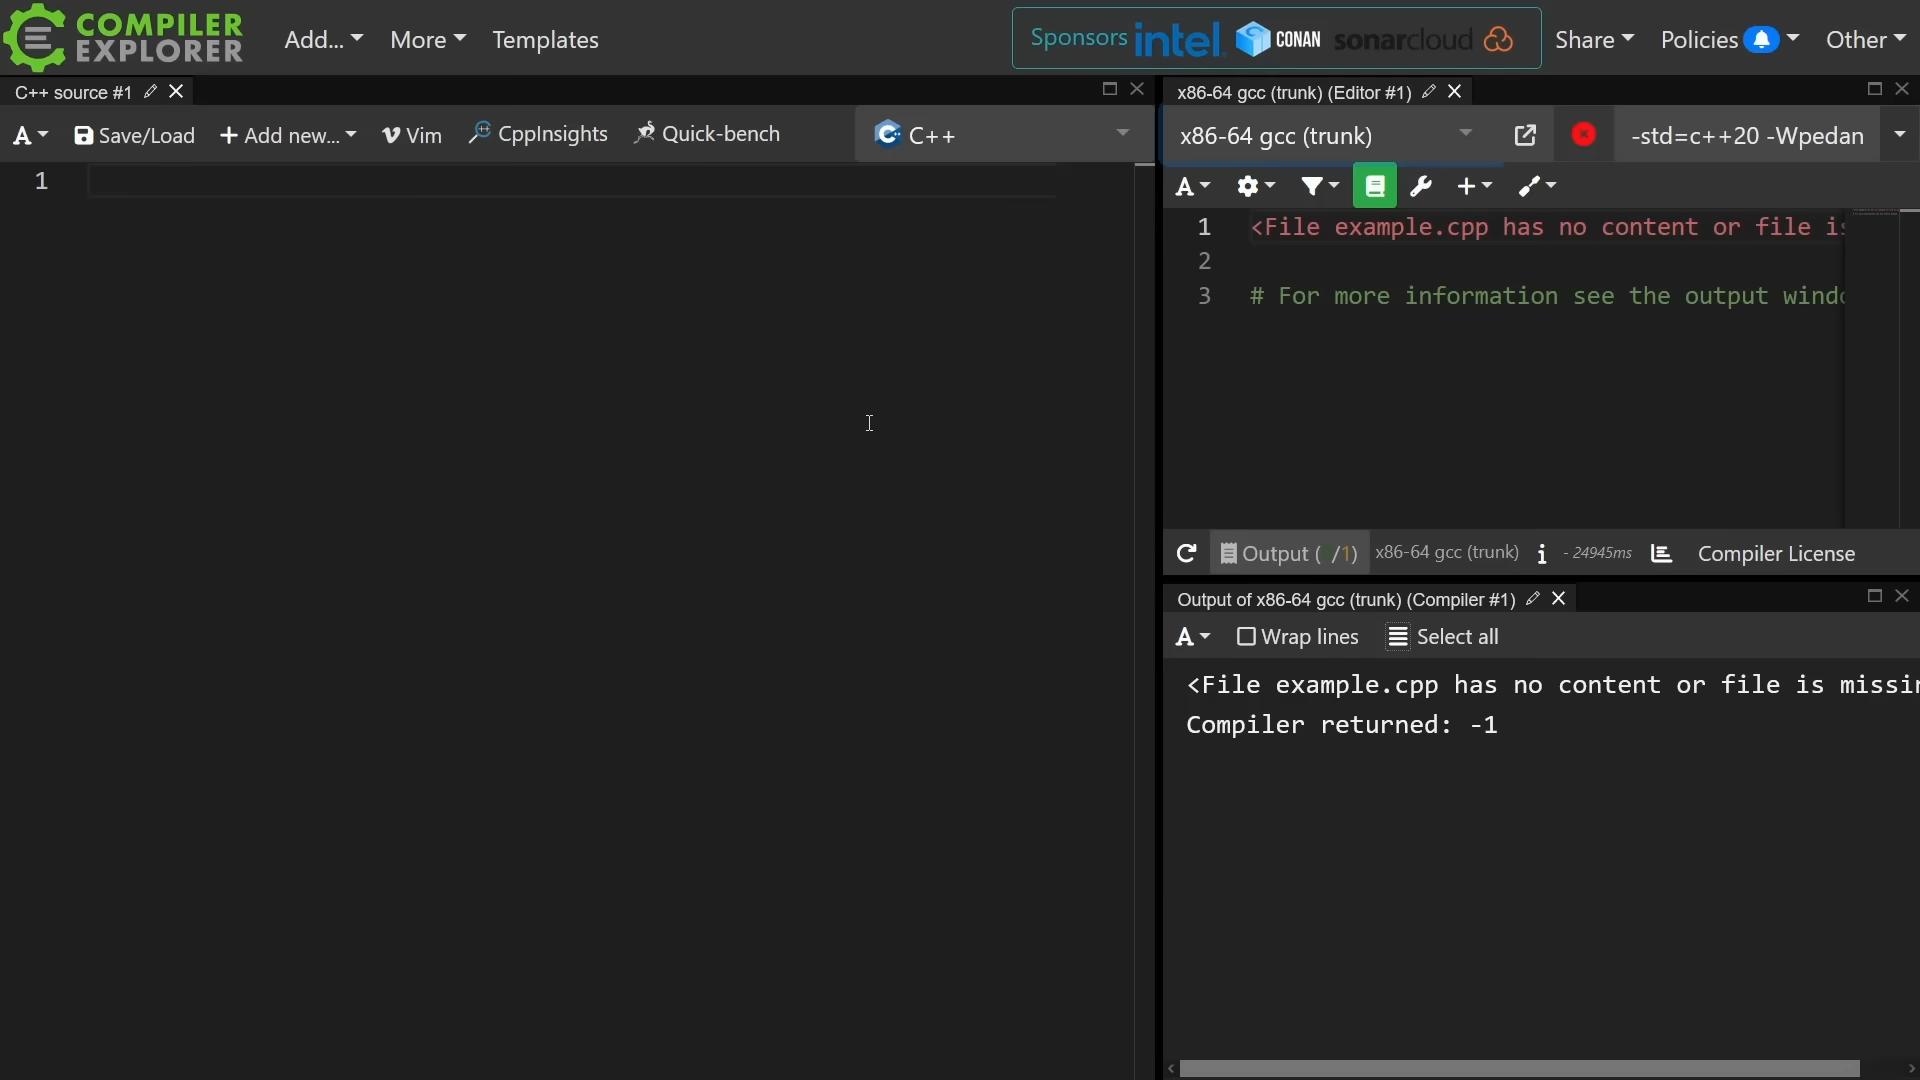 COMPILER
EXPLORER
Add...
More
Templates
Sponsors intel. CONAN sonarcloud
Share
Policies
Other
C++ source #1
A
Save/Load
Add new...
Vim
CppInsights
Quick-bench
C++
1
x86-64 gcc (trunk) (Editor #1)
x86-64 gcc (trunk)
-std=c++20 -Wpedan
A
1 <File example.cpp has no content or file is
2
3 # For more information see the output windo
Output ( /1) x86-64 gcc (trunk) i - 24945ms Compiler License
Output of x86-64 gcc (trunk) (Compiler #1)
A
Wrap lines
Select all
<File example.cpp has no content or file is missin
Compiler returned: -1